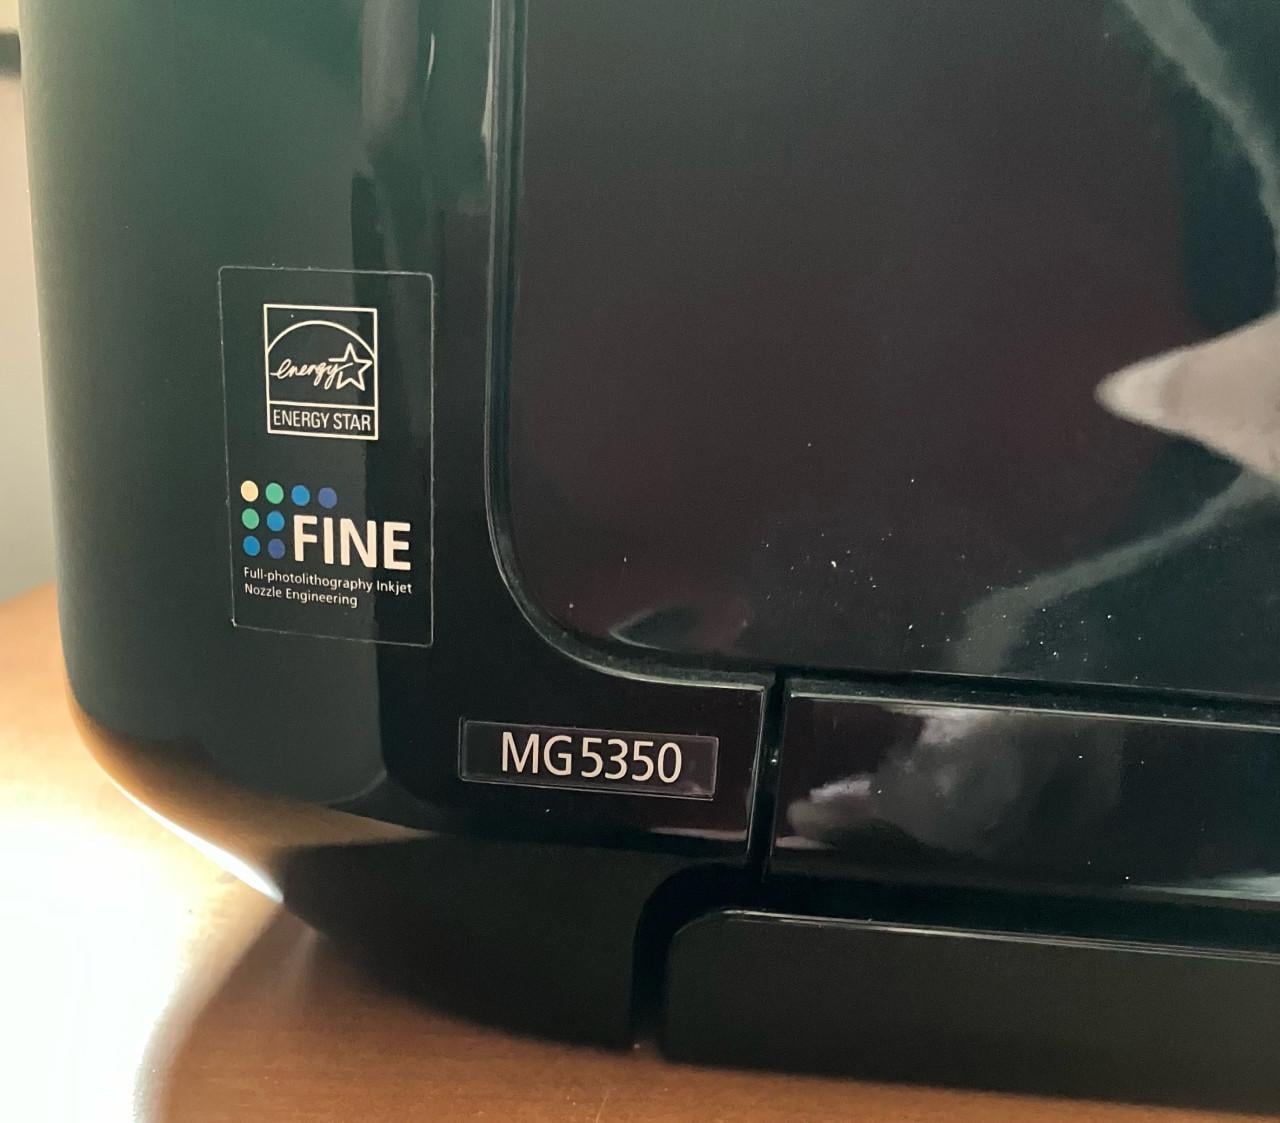 energy
ENERGY STAR
FINE
Full-photolithography Inkjet
Nozzle Engineering
MG5350